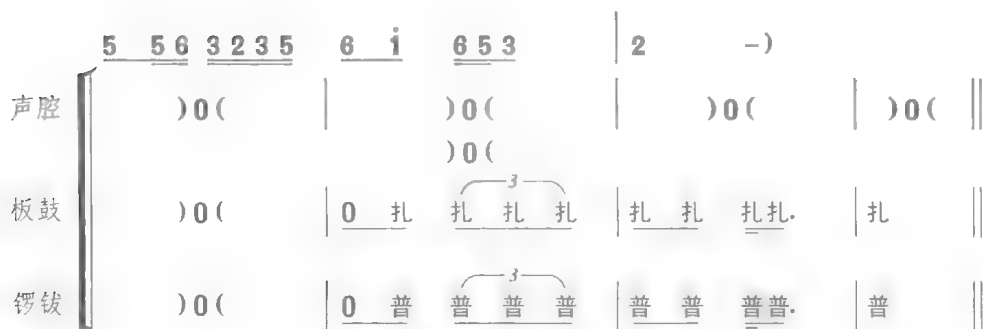 5 56 3235 6 i̇ 653 | 2 -)
声腔 )0( | )0( | )0( | )0( ‖
)0(
3
板鼓 )0( | 0 扎 扎 扎 扎 | 扎 扎 扎扎. | 扎 ‖
3
锣钹 )0( | 0 普 普 普 普 | 普 普 普普. | 普 ‖